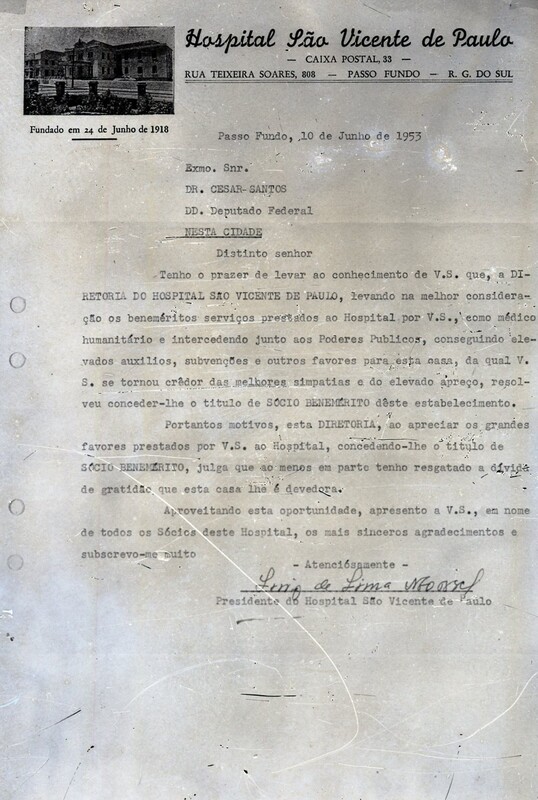 Hospital São Vicente de Paulo
— CAIXA POSTAL, 33 —
RUA TEIXEIRA SOARES, 808 — PASSO FUNDO — R. G. DO SUL
Fundado em 24 de Junho de 1918
Passo Fundo, 10 de Junho de 1953
Exmo. Snr.
DR. CESAR-SANTOS
DD. Deputado Federal
NESTA CIDADE
Distinto senhor
Tenho o prazer de levar ao conhecimento de V.S. que, a DI-
RETORIA DO HOSPITAL SÃO VICENTE DE PAULO, levando na melhor considera-
ção os beneméritos serviços prestados ao Hospital por V.S., como médico
humanitário e intercedendo junto aos Poderes Publicos, conseguindo ele-
vados auxilios, subvenções e outros favores para esta casa, da qual V.
S. se tornou crêdor das melhores simpatias e do elevado apreço, resol-
veu conceder-lhe o titulo de SÓCIO BENEMÉRITO dêste estabelecimento.
Portantos motivos, esta DIRETORIA, ao apreciar os grandes
favores prestados por V.S. ao Hospital, concedendo-lhe o titulo de
SÓCIO BENEMÉRITO, julga que ao menos em parte tenho resgatado a dívida
de gratidão que esta casa lhe é devedora.
Aproveitando esta oportunidade, apresento a V.S., em nome
de todos os Sócios deste Hospital, os mais sinceros agradecimentos e
subscrevo-me muito
- Atenciósamente -
de Lima
Presidente do Hospital São Vicente de Paulo